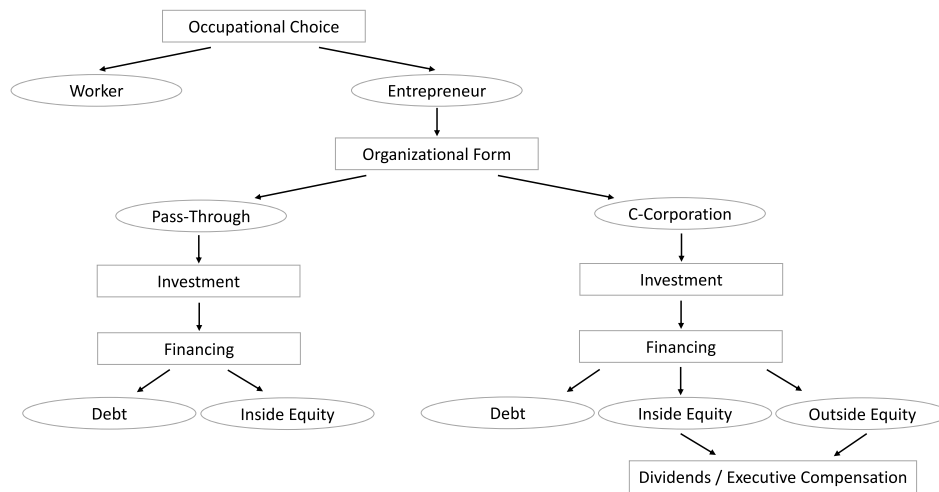 Occupational Choice
Worker
Entrepreneur
Organizational Form
Pass-Through
C-Corporation
Investment
Investment
Financing
Financing
Debt
Inside Equity
Debt
Inside Equity
Outside Equity
Dividends / Executive Compensation